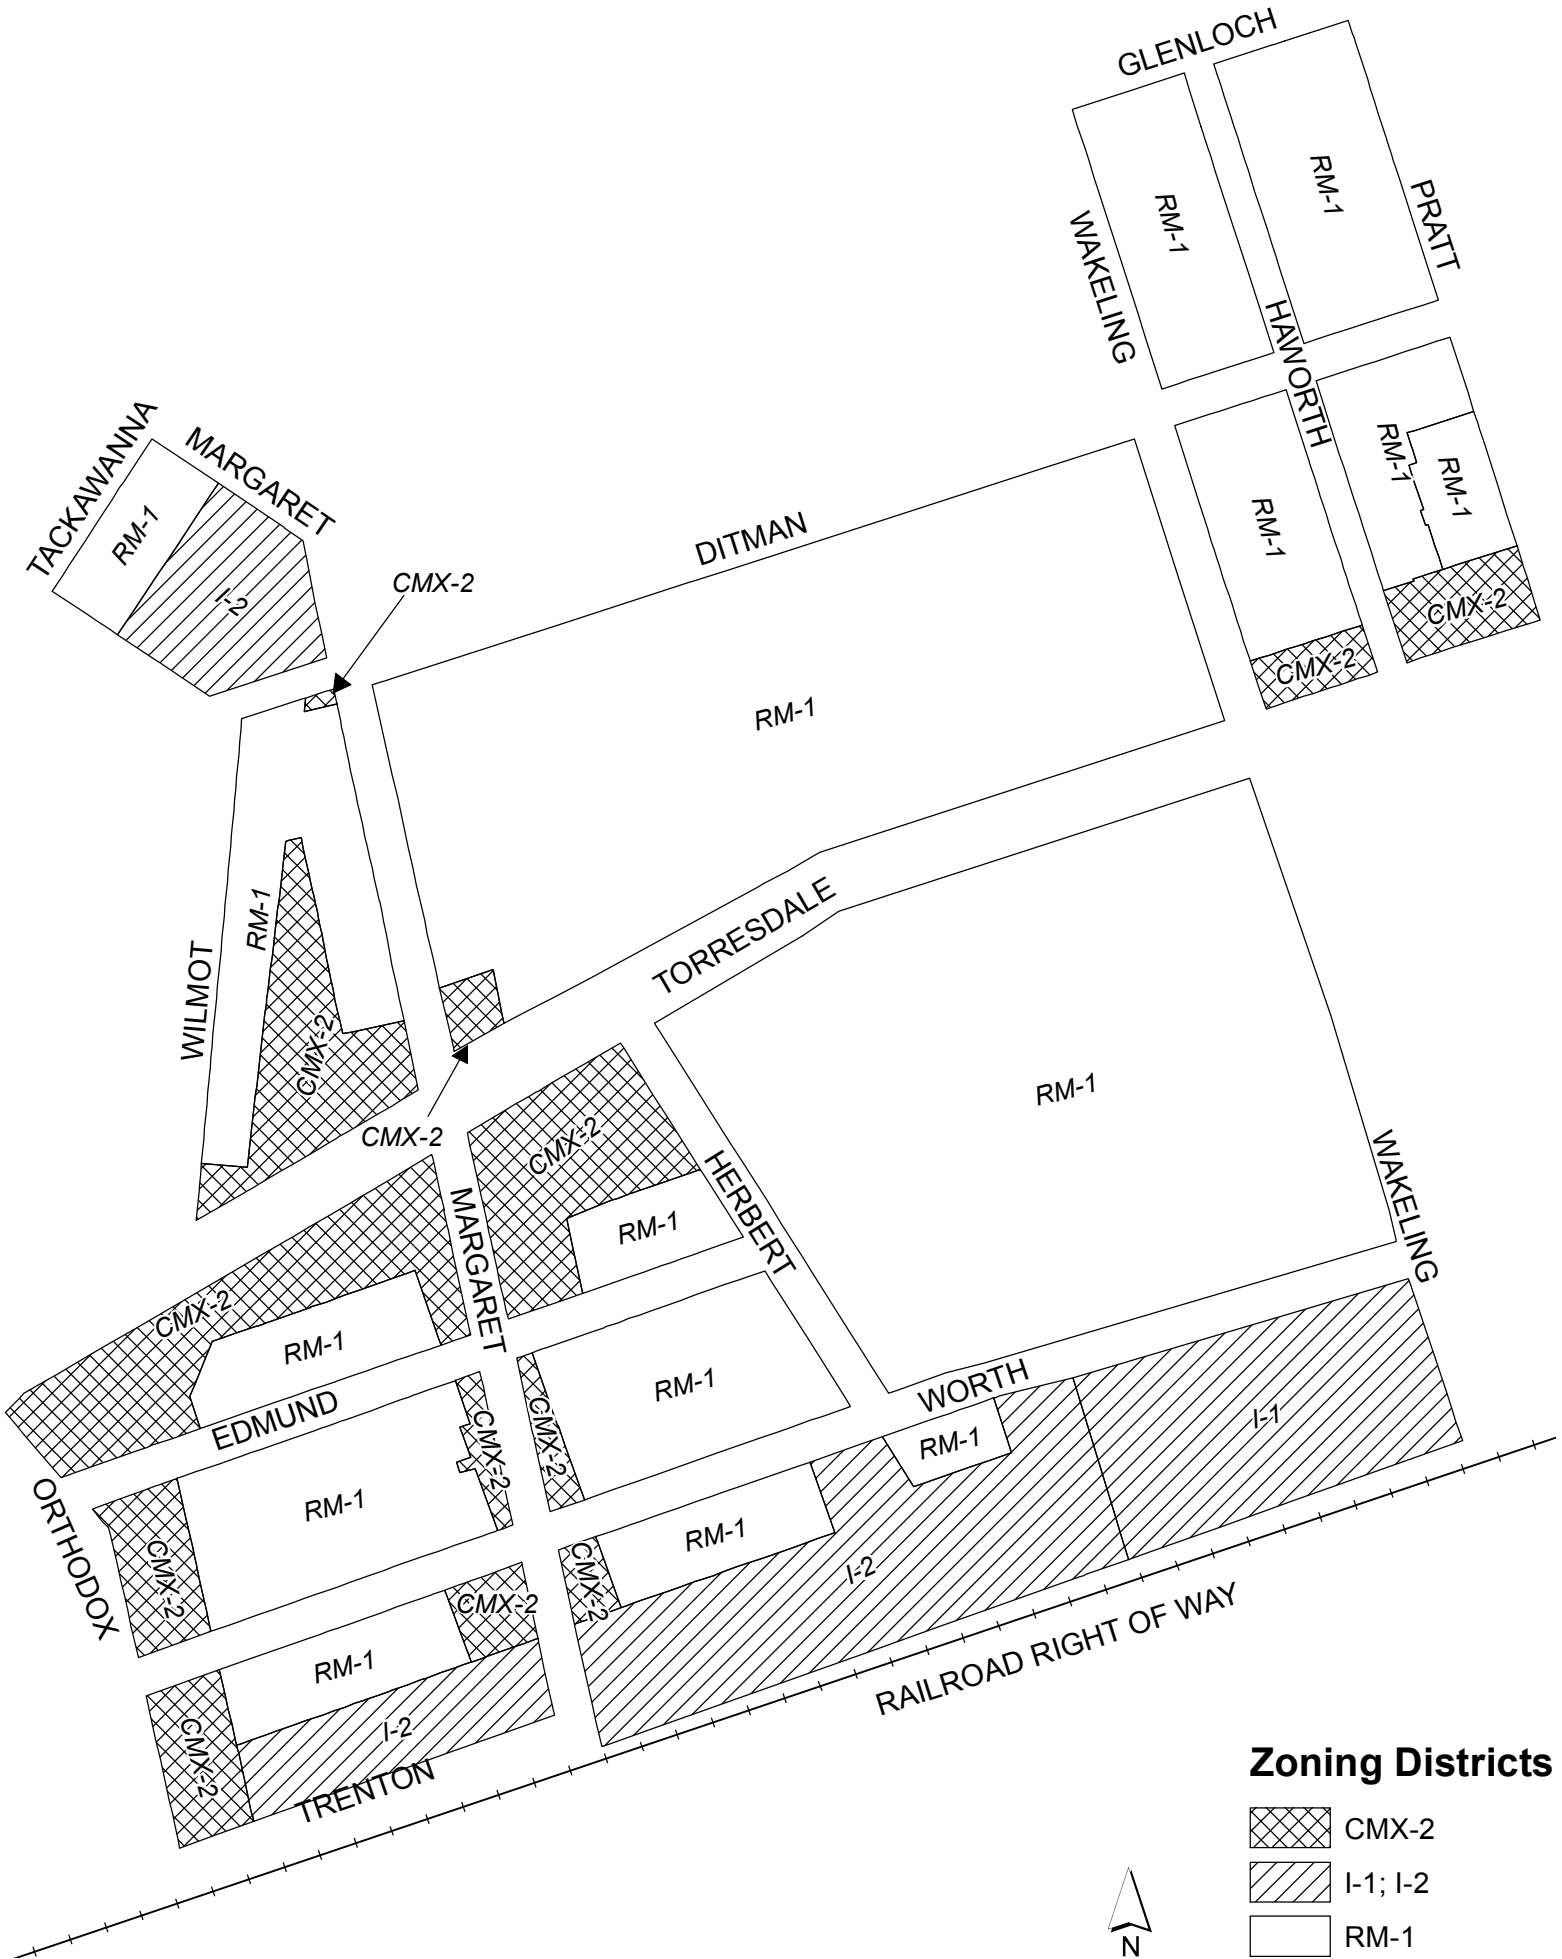 GLENLOCH
RM-1
RM-1
PRATT
WAKELING
HAWORTH
TACKAWANNA
MARGARET
RM-1
I-2
CMX-2
DITMAN
RM-1
RM-1
RM-1
RM-1
CMX-2
CMX-2
WILMOT
RM-1
CMX-2
TORRESDALE
CMX-2
CMX-2
RM-1
HERBERT
RM-1
WAKELING
MARGARET
CMX-2
RM-1
EDMUND
RM-1
CMX-2
CMX-2
RM-1
WORTH
RM-1
I-1
ORTHODOX
CMX-2
RM-1
CMX-2
CMX-2
RM-1
I-2
RAILROAD RIGHT OF WAY
CMX-2
I-2
TRENTON
Zoning Districts
CMX-2
I-1; I-2
RM-1
N